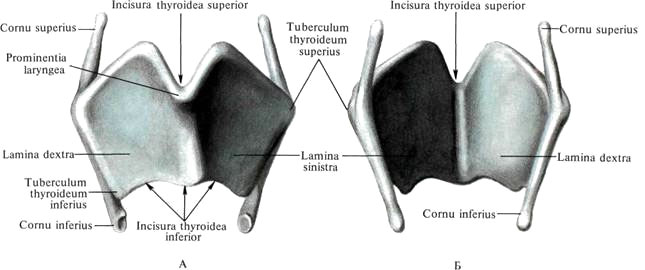 Incisura thyroidea superior
Cornu superius
Prominentia
laryngea
Lamina dextra
Tuberculum
thyroideum
inferius
Cornu inferius
Incisura thyroidea
inferior
Tuberculum
thyroideum
superius
Lamina
sinistra
А
Incisura thyroidea superior
Cornu superius
Lamina dextra
Cornu inferius
Б